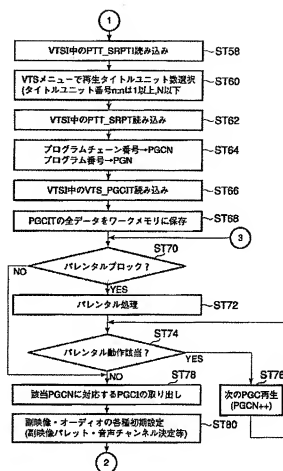 1
VTSI中のPTT_SRPTI読み込み
ST58
VTSメニューで再生タイトルユニット数選択
(タイトルユニット番号n:nは1以上,N以下
ST60
VTSI中のPTT_SRPT読み込み
ST62
プログラムチェーン番号→PGCN
プログラム番号→PGN
ST64
VTSI中のVTS_PGCIT読み込み
ST66
PGCITの全データをワークメモリに保存
ST68
3
ST70
パレンタルブロック?
NO
YES
パレンタル処理
ST72
ST74
パレンタル動作該当?
YES
NO
ST78
ST76
該当PGCNに対応するPGCIの取り出し
次のPGC再生
(PGCN++)
副映像・オーディオの各種初期設定
(副映像パレット・音声チャンネル決定等)
ST80
2